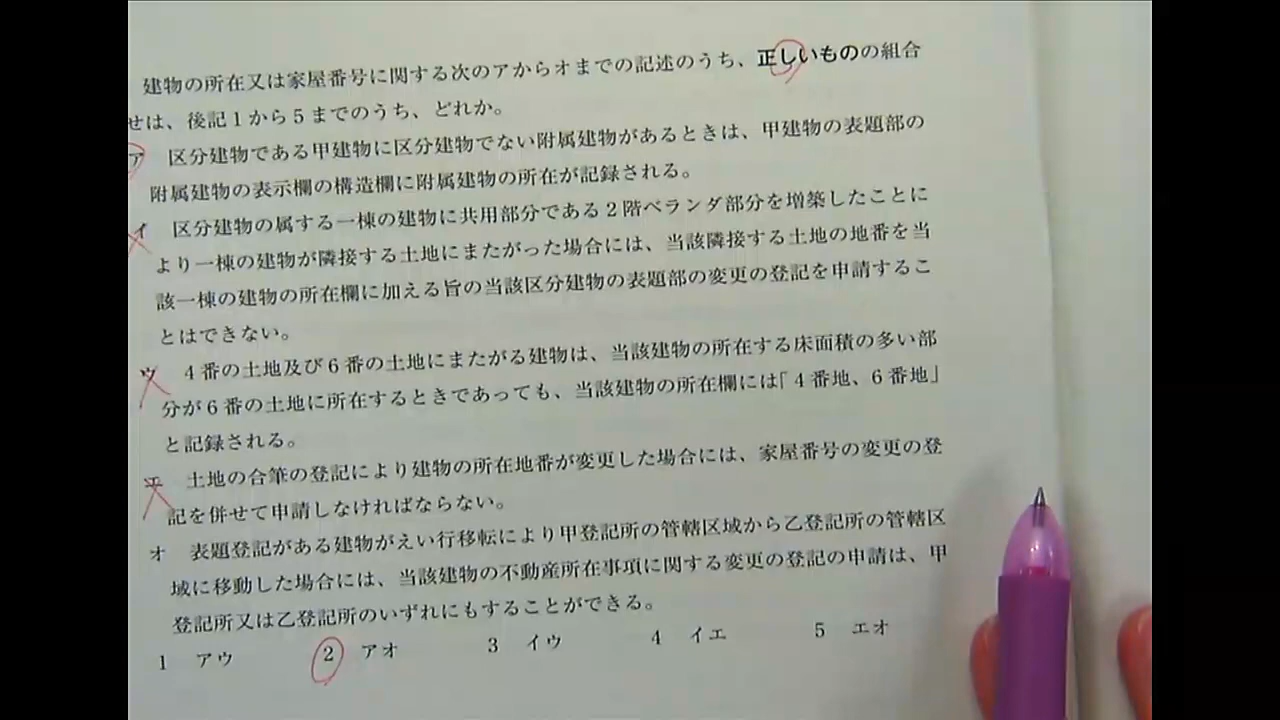 建物の所在又は家屋番号に関する次のアからオまでの記述のうち、正しいものの組合
せは、後記1から5までのうち、どれか。
ア 区分建物である甲建物に区分建物でない附属建物があるときは、甲建物の表題部の
附属建物の表示欄の構造欄に附属建物の所在が記録される。
イ 区分建物の属する一棟の建物に共用部分である2階ベランダ部分を増築したことに
より一棟の建物が隣接する土地にまたがった場合には、当該隣接する土地の地番を当
該一棟の建物の所在欄に加える旨の当該区分建物の表題部の変更の登記を申請するこ
とはできない。
ウ 4番の土地及び6番の土地にまたがる建物は、当該建物の所在する床面積の多い部
分が6番の土地に所在するときであっても、当該建物の所在欄には「4番地、6番地」
と記録される。
エ 土地の合筆の登記により建物の所在地番が変更した場合には、家屋番号の変更の登
記を併せて申請しなければならない。
オ 表題登記がある建物がえい行移転により甲登記所の管轄区域から乙登記所の管轄区
域に移動した場合には、当該建物の不動産所在事項に関する変更の登記の申請は、甲
登記所又は乙登記所のいずれにもすることができる。
1 アウ 2 アオ 3 イウ 4 イエ 5 エオ